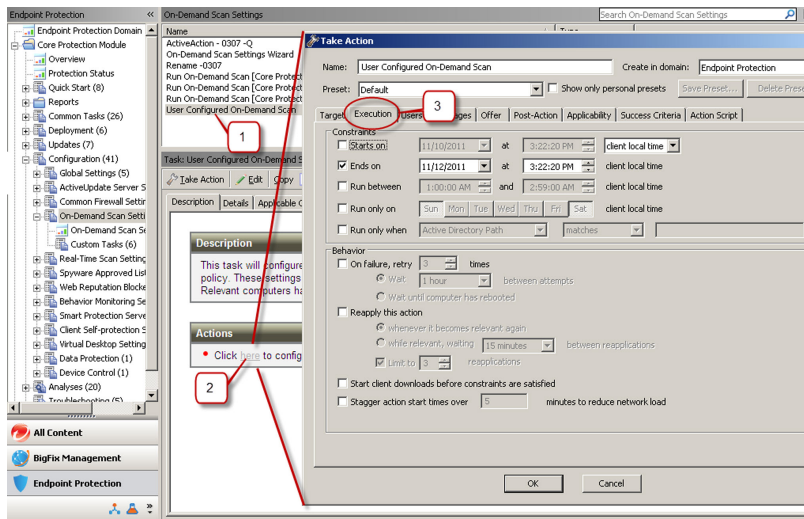 Endpoint Protection
Endpoint Protection Domain
Core Protection Module
Overview
Protection Status
Quick Start (8)
Reports
Common Tasks (26)
Deployment (6)
Updates (7)
Configuration (41)
Global Settings (5)
ActiveUpdate Server S
Common Firewall Settin
On-Demand Scan Setti
On-Demand Scan Se
Custom Tasks (6)
Real-Time Scan Setting
Spyware Approved List
Web Reputation Blocke
Behavior Monitoring Se
Smart Protection Serve
Client Self-protection S
Virtual Desktop Setting
Data Protection (1)
Device Control (1)
Analyses (20)
Troubleshooting (5)
All Content
BigFix Management
Endpoint Protection
On-Demand Scan Settings
Search On-Demand Scan Settings
Name
ActiveAction - 0307 -Q
On-Demand Scan Settings Wizard
Rename -0307
Run On-Demand Scan [Core Protect
Run On-Demand Scan [Core Protect
Run On-Demand Scan [Core Protect
User Configured On-Demand Scan
1
Task: User Configured On-Demand S
Take Action
Edit
Copy
Description
Details
Applicable C
Description
This task will configure
policy. These settings
Relevant computers ha
Actions
Click here to config
2
Take Action
Name:
User Configured On-Demand Scan
Create in domain:
Endpoint Protection
Preset:
Default
Show only personal presets
Save Preset...
Delete Prese
Target
Execution
Users
ages
Offer
Post-Action
Applicability
Success Criteria
Action Script
3
Constraints
Starts on
11/10/2011
at
3:22:20 PM
client local time
Ends on
11/12/2011
at
3:22:20 PM
client local time
Run between
1:00:00 AM
and
2:59:00 AM
client local time
Run only on
Sun
Mon
Tue
Wed
Thu
Fri
Sat
client local time
Run only when
Active Directory Path
matches
Behavior
On failure, retry
3
times
Wait
1 hour
between attempts
Wait until computer has rebooted
Reapply this action
whenever it becomes relevant again
while relevant, waiting
15 minutes
between reapplications
Limit to
3
reapplications
Start client downloads before constraints are satisfied
Stagger action start times over
5
minutes to reduce network load
OK
Cancel